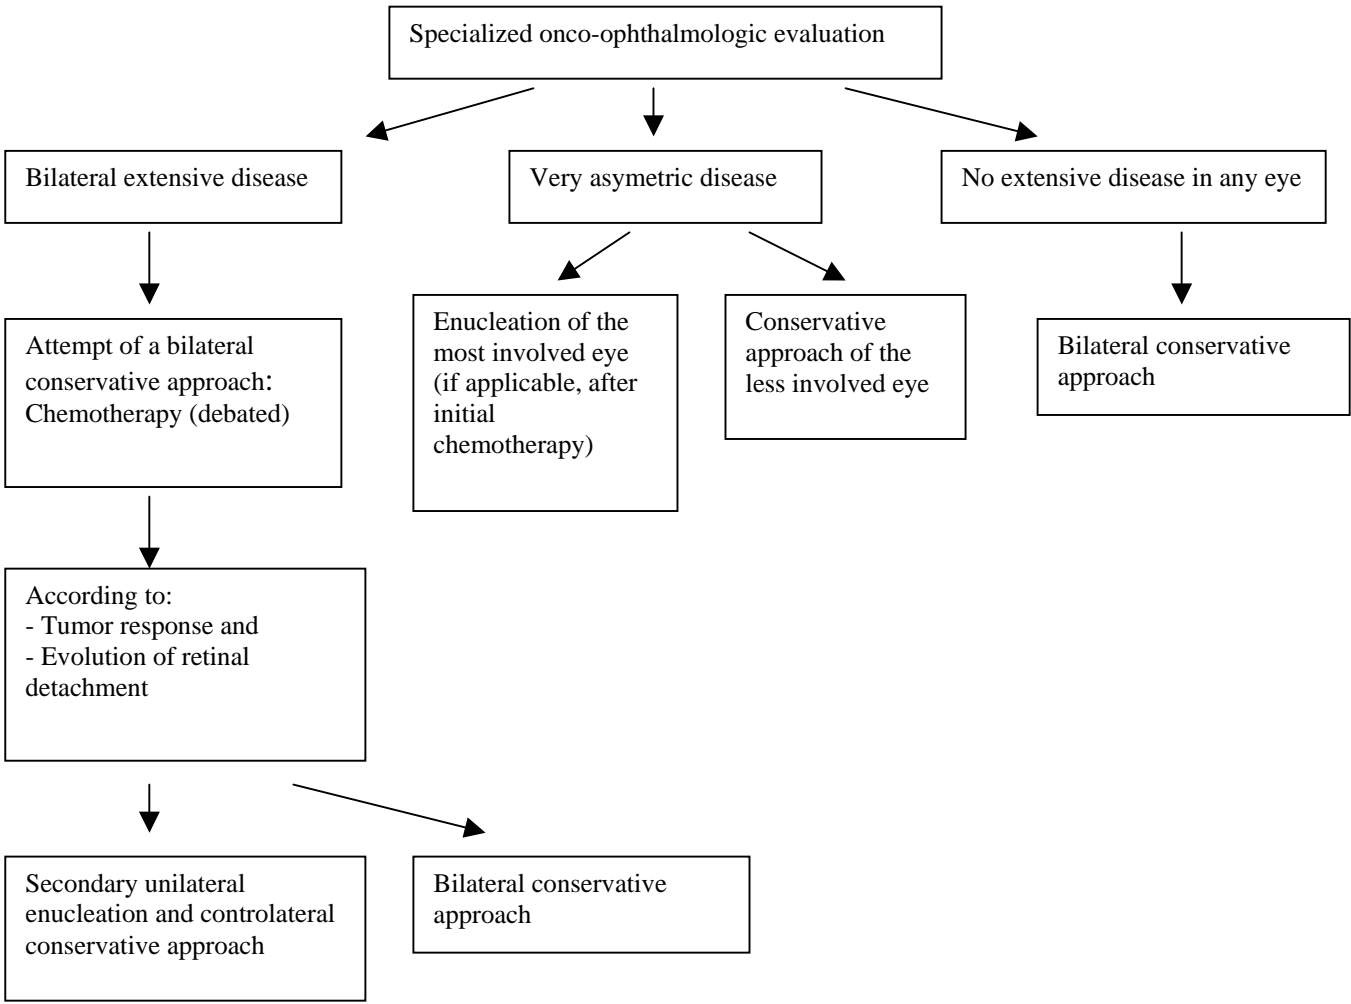 Specialized onco-ophthalmologic evaluation
Bilateral extensive disease
Very asymetric disease
No extensive disease in any eye
Attempt of a bilateral
conservative approach:
Chemotherapy (debated)
Enucleation of the
most involved eye
(if applicable, after
initial
chemotherapy)
Conservative
approach of the
less involved eye
Bilateral conservative
approach
According to:
- Tumor response and
- Evolution of retinal
detachment
Secondary unilateral
enucleation and controlateral
conservative approach
Bilateral conservative
approach